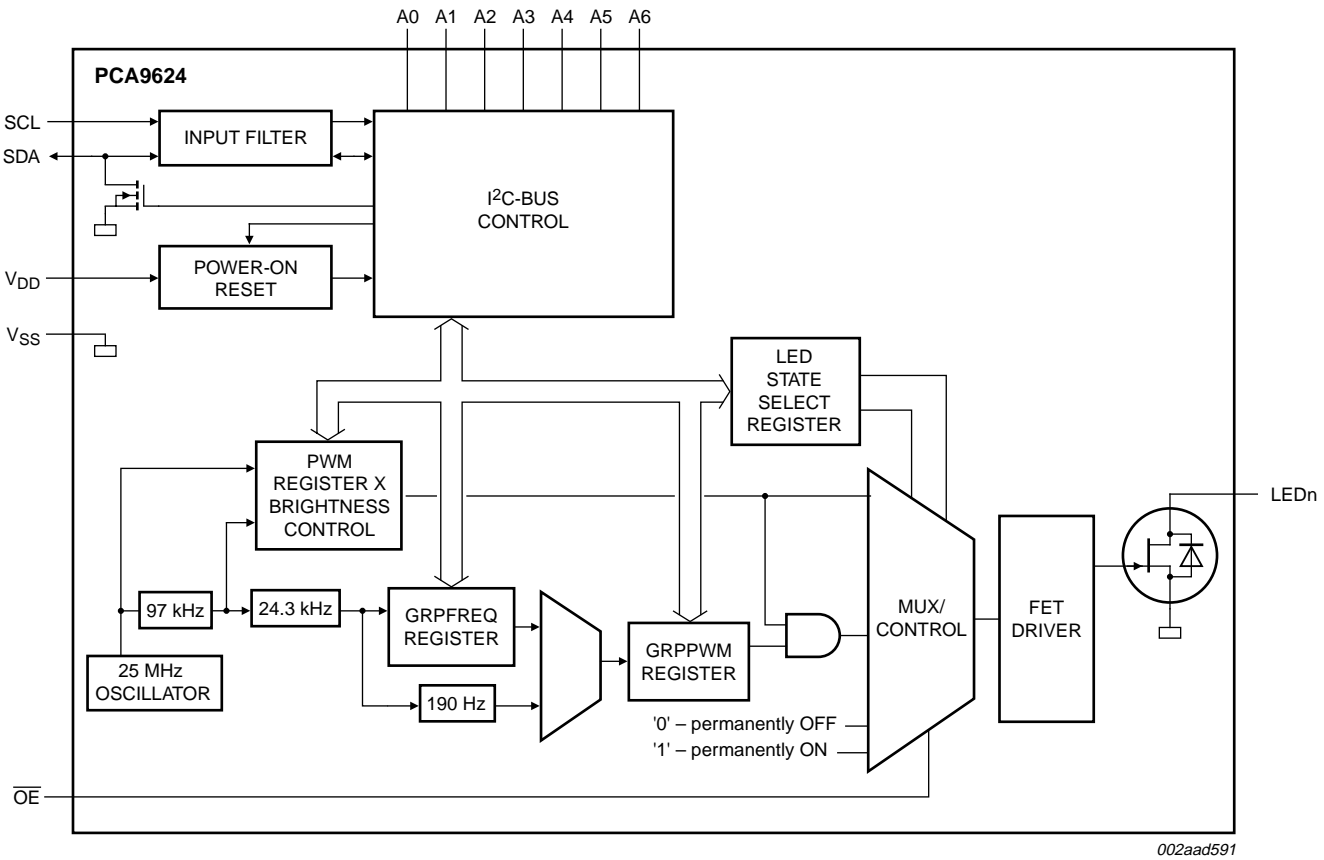 A0 A1 A2 A3 A4 A5 A6
PCA9624
SCL
SDA
INPUT FILTER
I2C-BUS
CONTROL
VDD
POWER-ON
RESET
VSS
LED
STATE
SELECT
REGISTER
PWM
REGISTER X
BRIGHTNESS
CONTROL
LEDn
97 kHz
24.3 kHz
GRPFREQ
REGISTER
MUX/
CONTROL
FET
DRIVER
GRPPWM
REGISTER
25 MHz
OSCILLATOR
190 Hz
'0' – permanently OFF
'1' – permanently ON
OE
002aad591